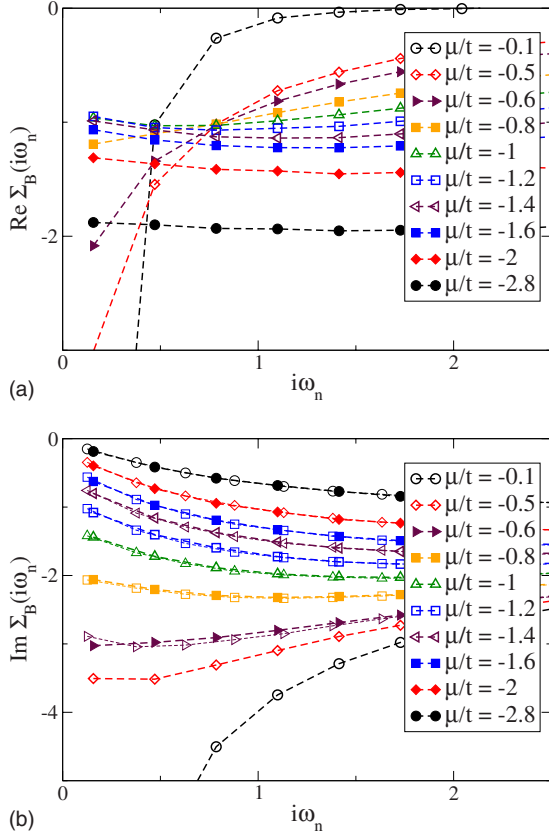 0
-2
Re Σ_B(iω_n)
μ/t = -0.1
μ/t = -0.5
μ/t = -0.6
μ/t = -0.8
μ/t = -1
μ/t = -1.2
μ/t = -1.4
μ/t = -1.6
μ/t = -2
μ/t = -2.8
0 1 2
(a) iω_n
0
-2
-4
Im Σ_B(iω_n)
μ/t = -0.1
μ/t = -0.5
μ/t = -0.6
μ/t = -0.8
μ/t = -1
μ/t = -1.2
μ/t = -1.4
μ/t = -1.6
μ/t = -2
μ/t = -2.8
0 1 2
(b) iω_n